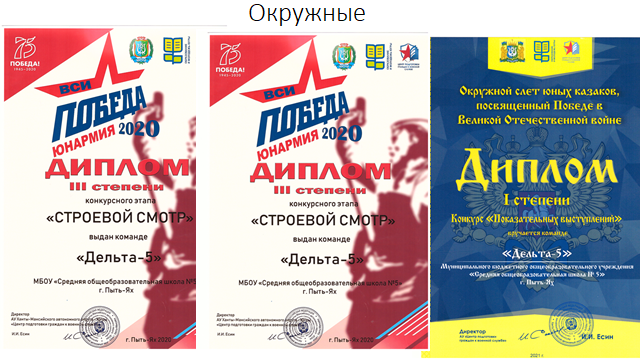 Окружные
75
ПОБЕДА!
1945-2020
ВСИ
ПОБЕДА
ЮНАРМИЯ 2020
ДИПЛОМ
III степени
конкурсного этапа
«СТРОЕВОЙ СМОТР»
выдан команде
«Дельта-5»
МБОУ «Средняя общеобразовательная школа №5»
г. Пыть-Ях
Директор
АУ Ханты-Мансийского автономного
«Центр подготовки граждан к военной
И.И. Есин
г. Пыть-Ях 2020
75
ПОБЕДА!
1945-2020
ВСИ
ПОБЕДА
ЮНАРМИЯ 2020
ДИПЛОМ
III степени
конкурсного этапа
«СТРОЕВОЙ СМОТР»
выдан команде
«Дельта-5»
МБОУ «Средняя общеобразовательная школа №5»
г. Пыть-Ях
Директор
АУ Ханты-Мансийского автономного
«Центр подготовки граждан к военной
И.И. Есин
г. Пыть-Ях 2020
Окружной слет юных казаков,
посвященный Победе в
Великой Отечественной войне
Диплом
I степени
Конкурс «Показательных выступлений»
вручается команде
«Дельта-5»
Муниципального бюджетного общеобразовательного учреждения
«Средняя общеобразовательная школа № 5»
г. Пыть-Ях
Директор
АУ «Центр подготовки
граждан к военной службе»
И.И. Есин
2021 г.